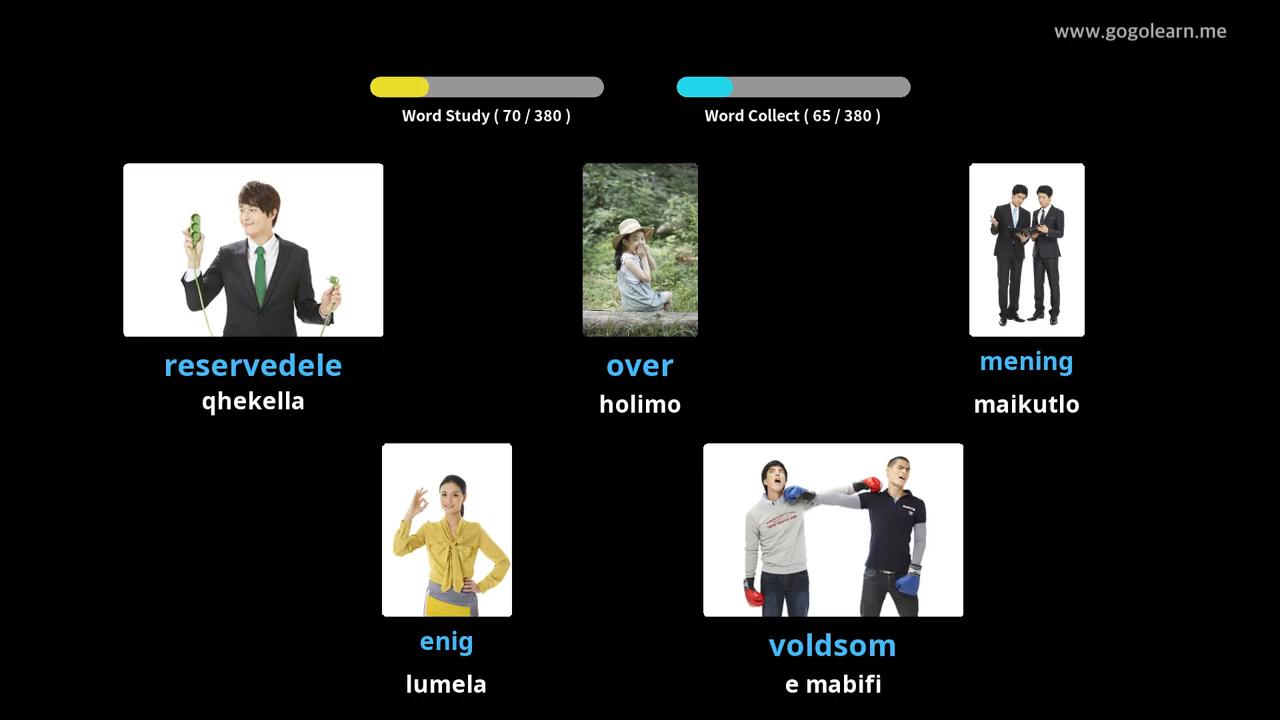 www.gogolearn.me
Word Study ( 70 / 380 )
Word Collect ( 65 / 380 )
reservedele
qhekella
over
holimo
mening
maikutlo
enig
lumela
voldsom
e mabifi